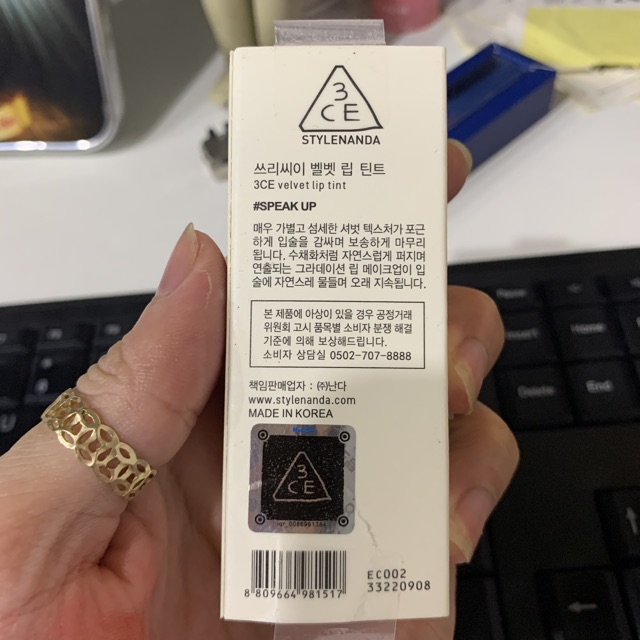 3
CE
STYLENANDA
쓰리씨이 벨벳 립 틴트
3CE velvet lip tint
#SPEAK UP
매우 가볍고 섬세한 셔벗 텍스처가 포근
하게 입술을 감싸며 보송하게 마무리
됩니다. 수채화처럼 자연스럽게 퍼지며
연출되는 그라데이션 립 메이크업이 입
술에 자연스레 물들며 오래 지속됩니다.
본 제품에 이상이 있을 경우 공정거래
위원회 고시 품목별 소비자 분쟁 해결
기준에 의해 보상해드립니다.
소비자 상담실 0502-707-8888
책임판매업자 : ㈜난다
www.stylenanda.com
MADE IN KOREA
3
CE
8 809664 981517
EC002
33220908
Delete
End
Home